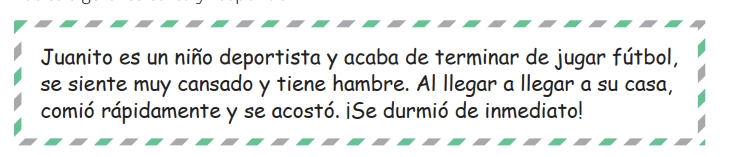 Juanito es un niño deportista y acaba de terminar de jugar fútbol,
se siente muy cansado y tiene hambre. Al llegar a llegar a su casa,
comió rápidamente y se acostó. ¡Se durmió de inmediato!